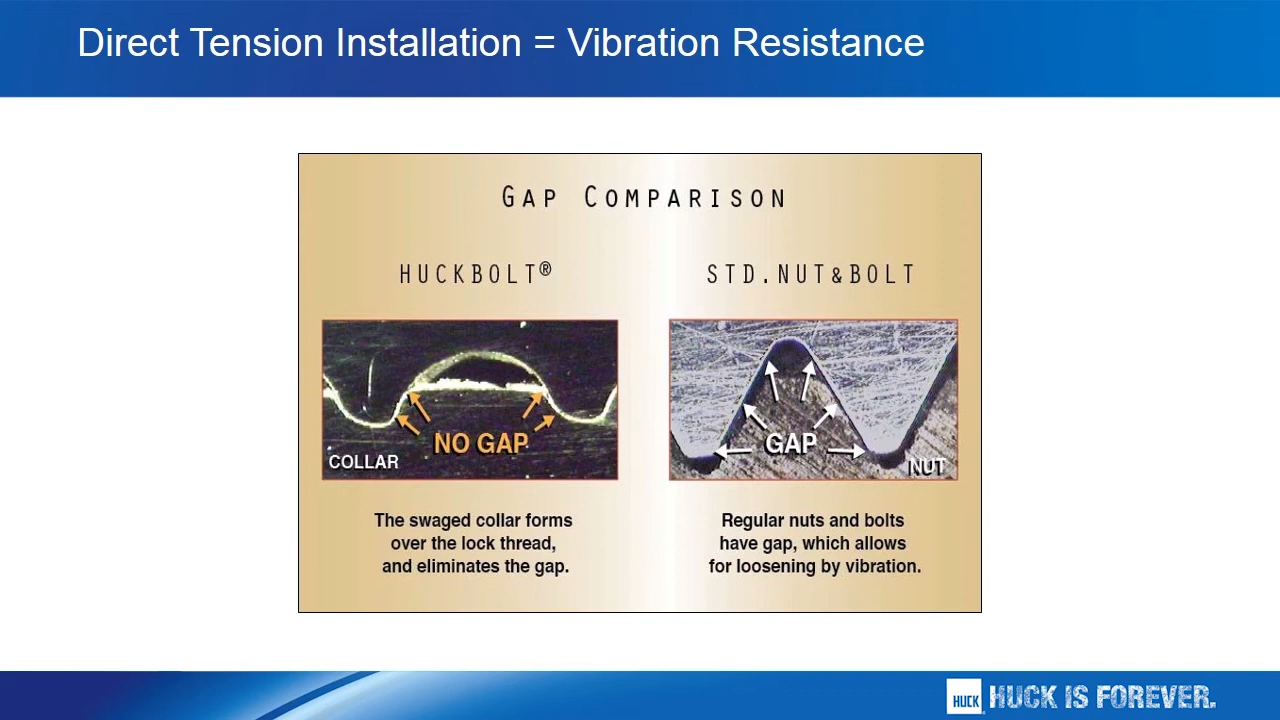 Direct Tension Installation = Vibration Resistance
GAP COMPARISON
HUCKBOLT®
STD.NUT&BOLT
NO GAP
COLLAR
GAP
NUT
The swaged collar forms
over the lock thread,
and eliminates the gap.
Regular nuts and bolts
have gap, which allows
for loosening by vibration.
HUCK
HUCK IS FOREVER.